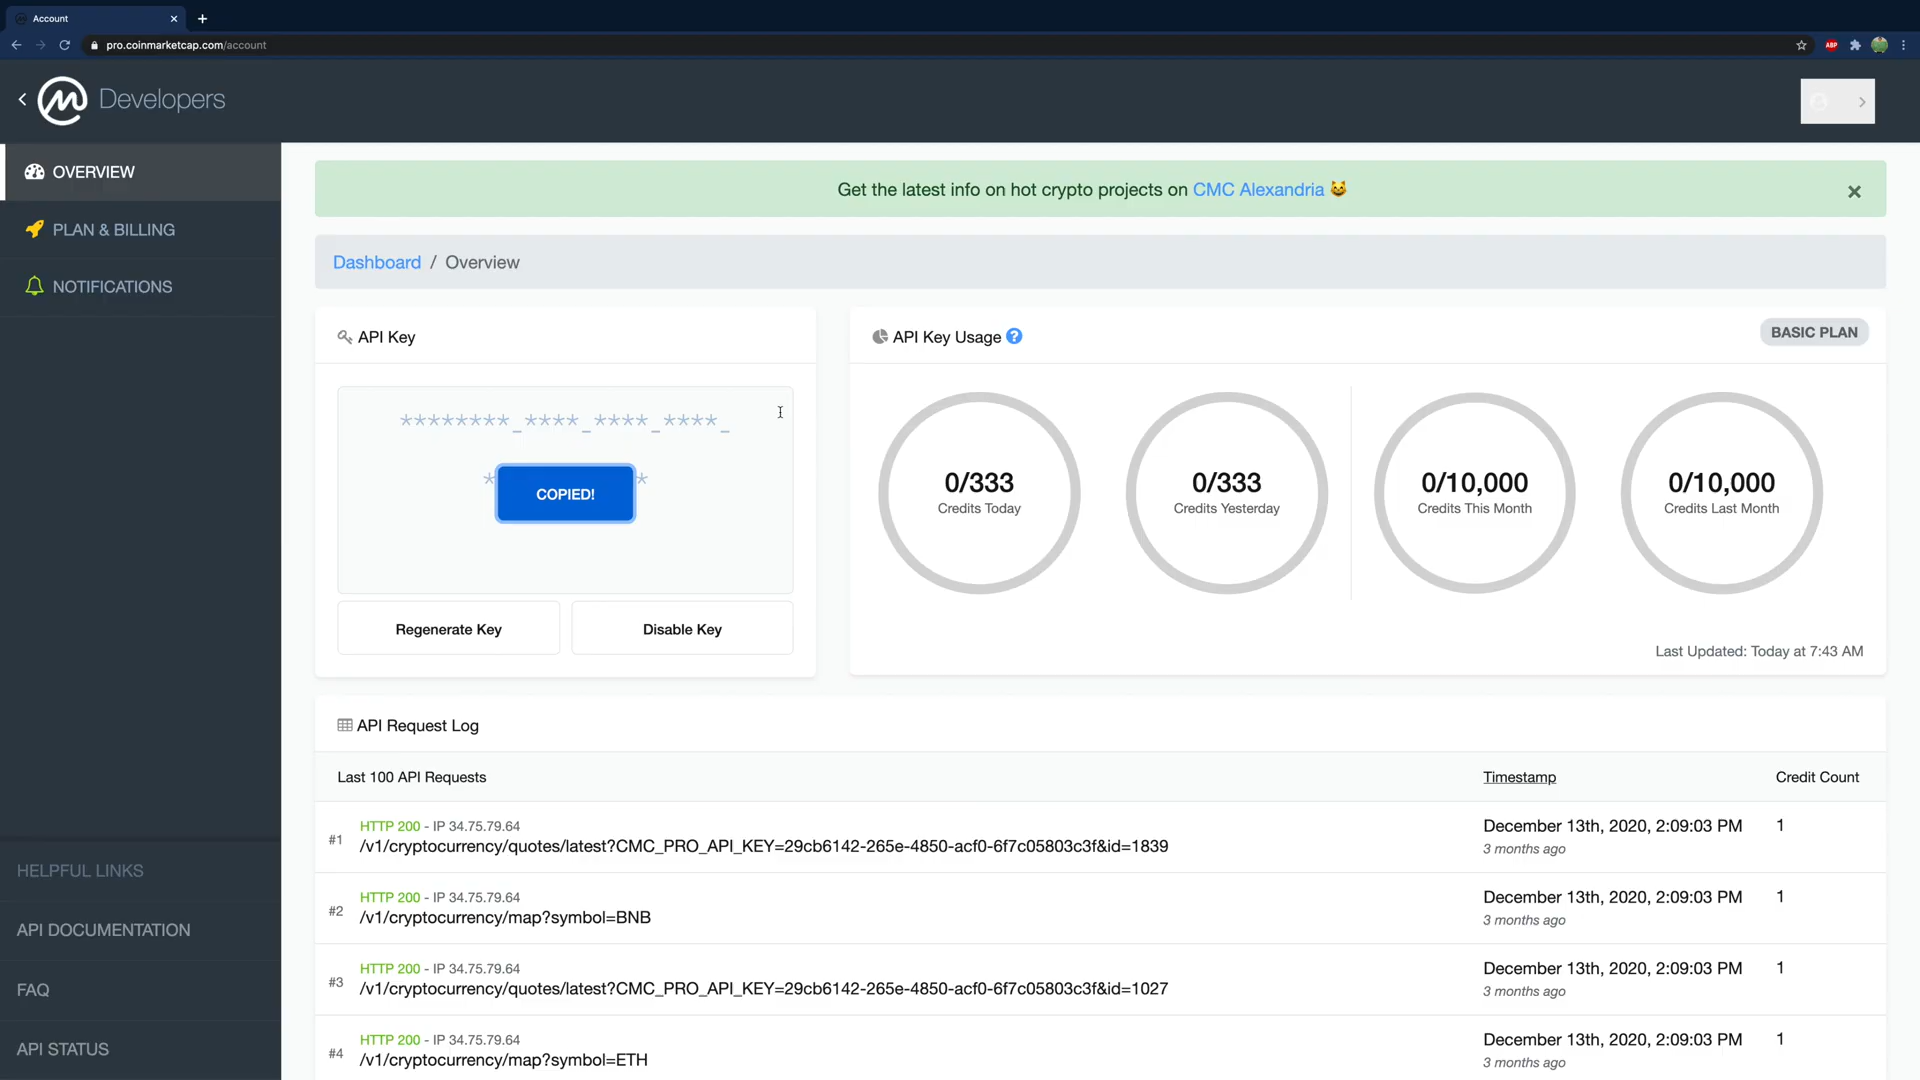 Account
pro.coinmarketcap.com/account
ABP
Developers
OVERVIEW
PLAN & BILLING
NOTIFICATIONS
Get the latest info on hot crypto projects on CMC Alexandria 😺
Dashboard / Overview
API Key
********_****_****_****_
* COPIED! *
Regenerate Key
Disable Key
API Key Usage ?
BASIC PLAN
0/333
Credits Today
0/333
Credits Yesterday
0/10,000
Credits This Month
0/10,000
Credits Last Month
Last Updated: Today at 7:43 AM
API Request Log
Last 100 API Requests Timestamp Credit Count
#1
HTTP 200 - IP 34.75.79.64
/v1/cryptocurrency/quotes/latest?CMC_PRO_API_KEY=29cb6142-265e-4850-acf0-6f7c05803c3f&id=1839
December 13th, 2020, 2:09:03 PM
3 months ago
1
#2
HTTP 200 - IP 34.75.79.64
/v1/cryptocurrency/map?symbol=BNB
December 13th, 2020, 2:09:03 PM
3 months ago
1
#3
HTTP 200 - IP 34.75.79.64
/v1/cryptocurrency/quotes/latest?CMC_PRO_API_KEY=29cb6142-265e-4850-acf0-6f7c05803c3f&id=1027
December 13th, 2020, 2:09:03 PM
3 months ago
1
#4
HTTP 200 - IP 34.75.79.64
/v1/cryptocurrency/map?symbol=ETH
December 13th, 2020, 2:09:03 PM
3 months ago
1
HELPFUL LINKS
API DOCUMENTATION
FAQ
API STATUS